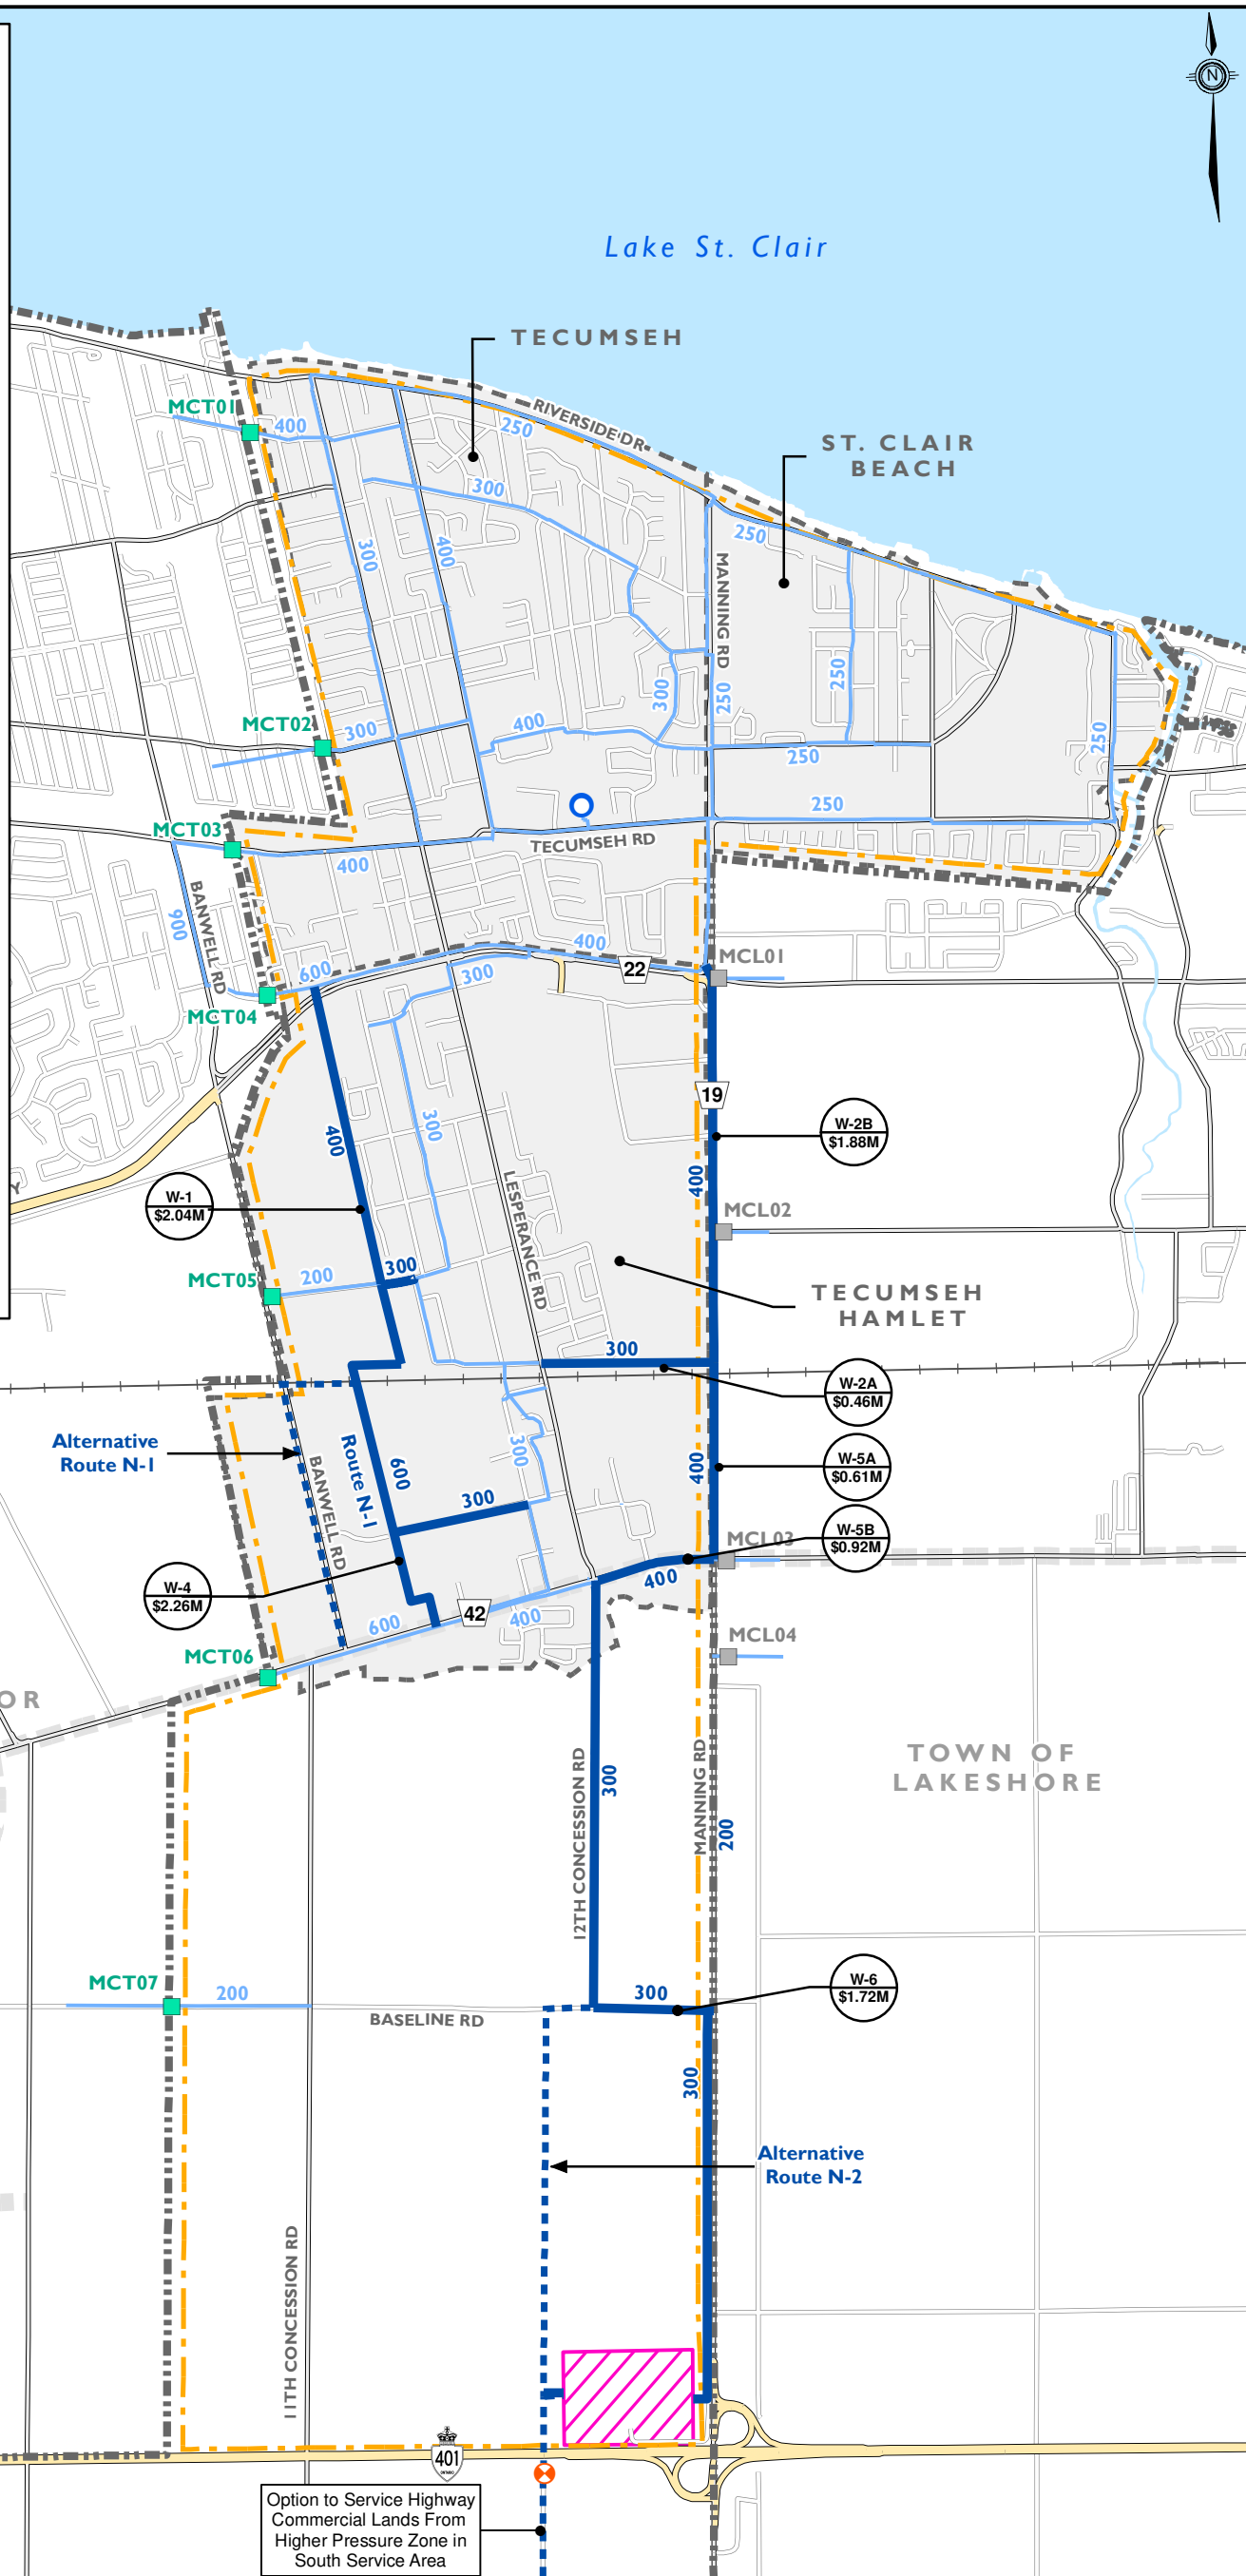 N
Lake St. Clair
TECUMSEH
RIVERSIDE DR
MCT01
400
250
ST. CLAIR
BEACH
300
250
300
400
MANNING RD
250
300
250
MCT02
300
400
250
250
250
MCT03
400
TECUMSEH RD
BANWELL RD
900
400
22
MCL01
600
300
MCT04
19
W-2B
$1.88M
400
300
400
W-1
$2.04M
LESPERANCE RD
MCL02
Y
MCT05
200
300
TECUMSEH
HAMLET
300
W-2A
$0.46M
Alternative
Route N-1
Route N-1
BANWELL RD
600
300
400
W-5A
$0.61M
300
MCL03
W-5B
$0.92M
W-4
$2.26M
400
42
600
400
MCT06
MCL04
OR
TOWN OF
LAKESHORE
12TH CONCESSION RD
300
MANNING RD
200
MCT07
200
300
W-6
$1.72M
BASELINE RD
300
Alternative
Route N-2
11TH CONCESSION RD
401
ONTARIO
Option to Service Highway
Commercial Lands From
Higher Pressure Zone in
South Service Area